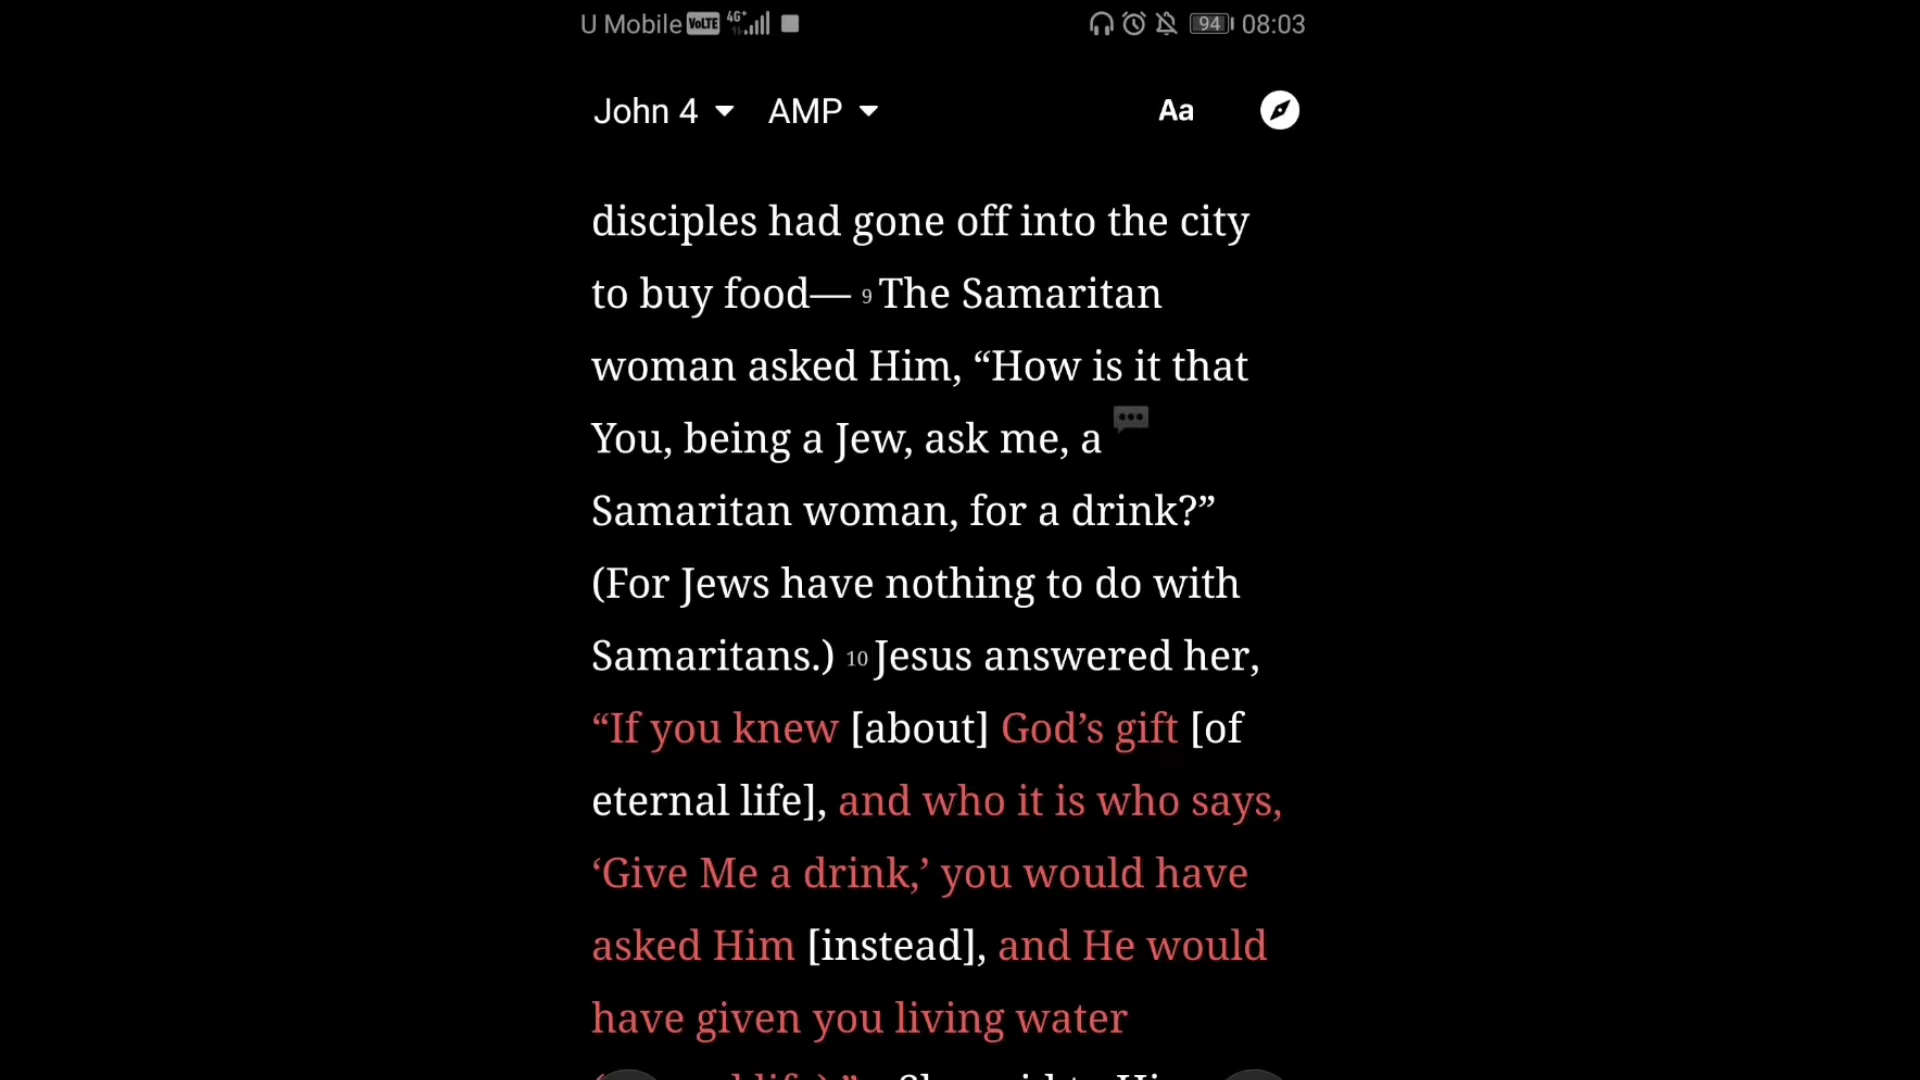 U Mobile VoLTE 4G+ 94 08:03
John 4 AMP Aa
disciples had gone off into the city
to buy food— 9 The Samaritan
woman asked Him, “How is it that
You, being a Jew, ask me, a
Samaritan woman, for a drink?”
(For Jews have nothing to do with
Samaritans.) 10 Jesus answered her,
“If you knew [about] God’s gift [of
eternal life], and who it is who says,
‘Give Me a drink,’ you would have
asked Him [instead], and He would
have given you living water